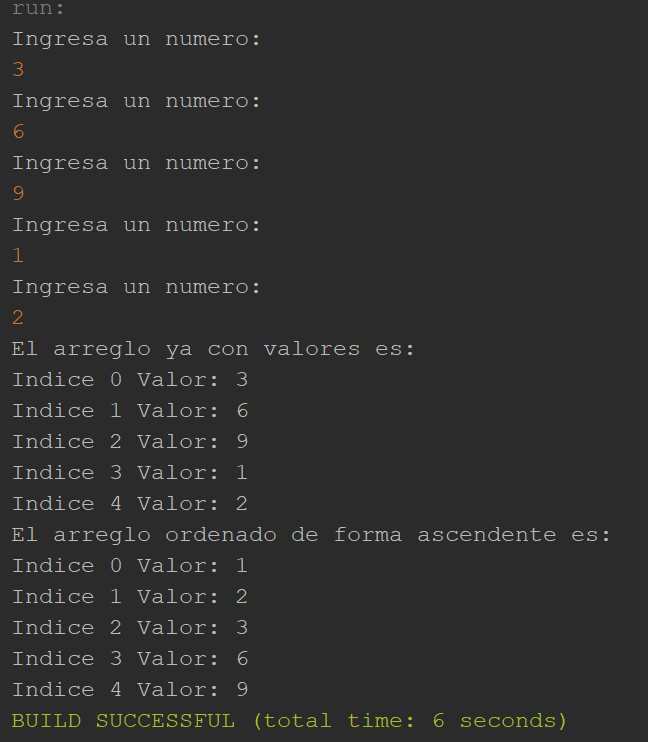 run:
Ingresa un numero:
3
Ingresa un numero:
6
Ingresa un numero:
9
Ingresa un numero:
1
Ingresa un numero:
2
El arreglo ya con valores es:
Indice 0 Valor: 3
Indice 1 Valor: 6
Indice 2 Valor: 9
Indice 3 Valor: 1
Indice 4 Valor: 2
El arreglo ordenado de forma ascendente es:
Indice 0 Valor: 1
Indice 1 Valor: 2
Indice 2 Valor: 3
Indice 3 Valor: 6
Indice 4 Valor: 9
BUILD SUCCESSFUL (total time: 6 seconds)